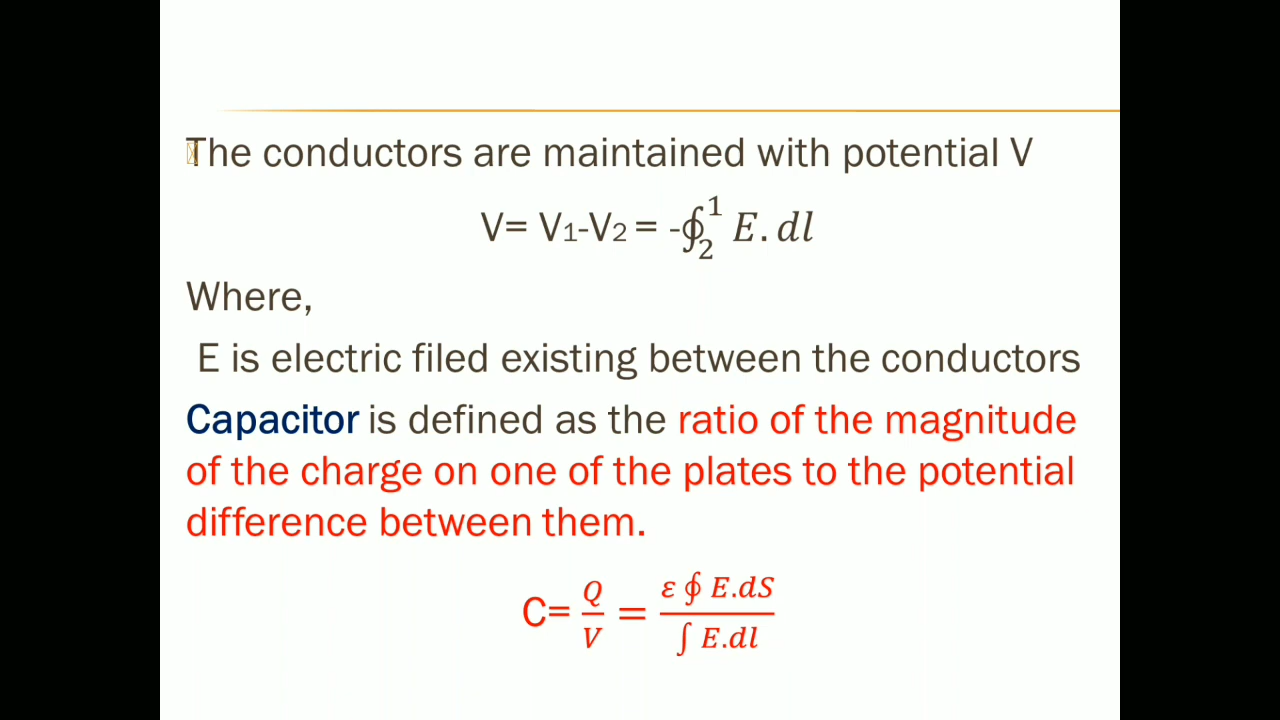 The conductors are maintained with potential V
V= V₁-V₂ = -∮₂¹ E. dl
Where,
E is electric filed existing between the conductors
Capacitor is defined as the ratio of the magnitude
of the charge on one of the plates to the potential
difference between them.
C= Q/V = ε ∮ E.dS / ∫ E.dl